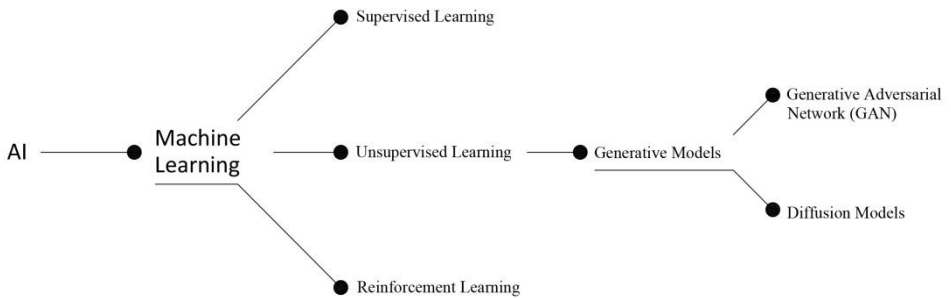 Supervised Learning
Generative Adversarial
Network (GAN)
AI
Machine
Learning
Unsupervised Learning
Generative Models
Diffusion Models
Reinforcement Learning